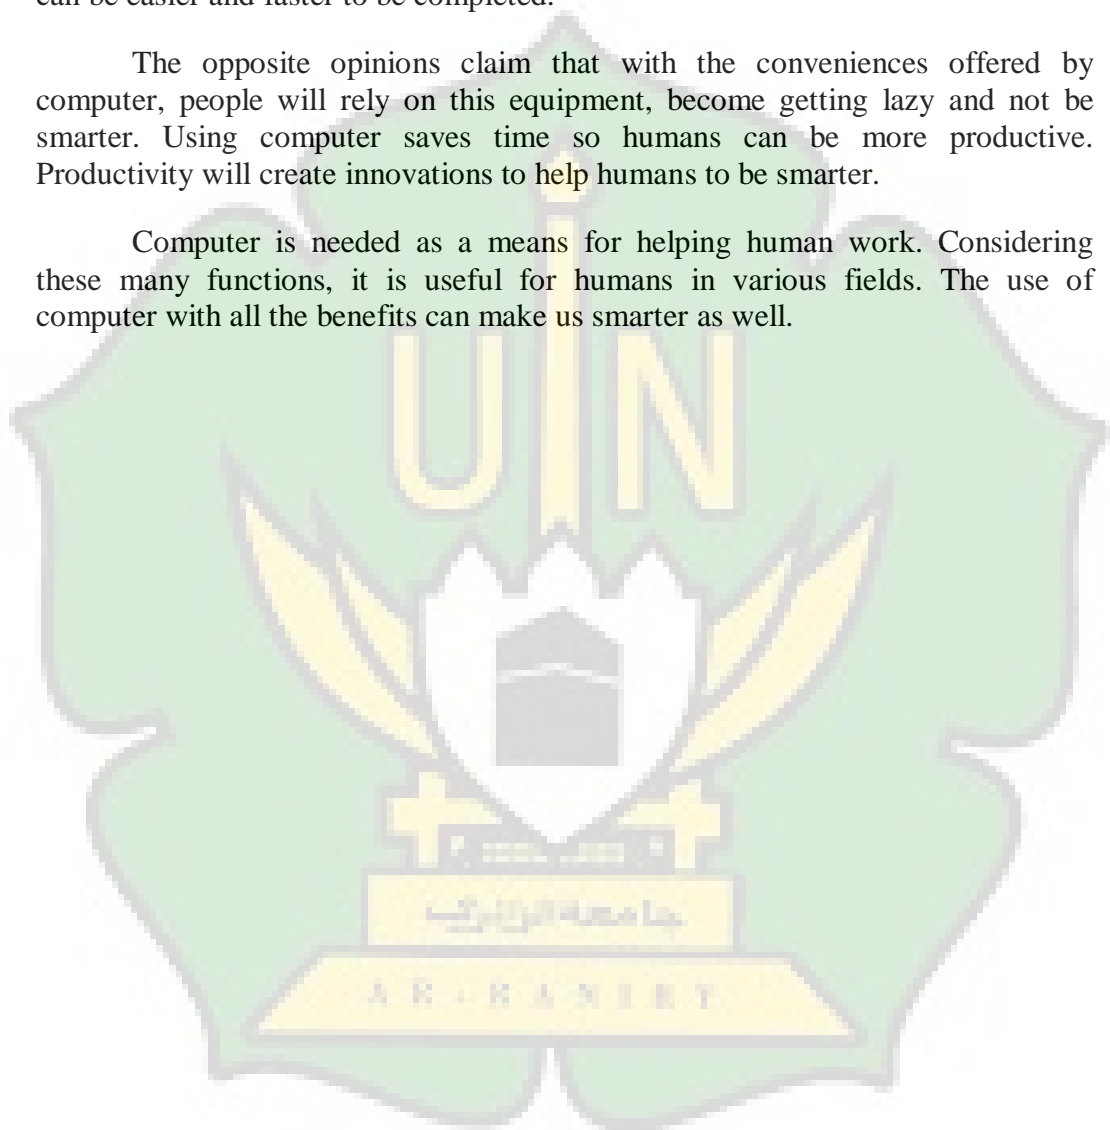 can be easier and faster to be completed.
The opposite opinions claim that with the conveniences offered by
computer, people will rely on this equipment, become getting lazy and not be
smarter. Using computer saves time so humans can be more productive.
Productivity will create innovations to help humans to be smarter.
Computer is needed as a means for helping human work. Considering
these many functions, it is useful for humans in various fields. The use of
computer with all the benefits can make us smarter as well.
UIN
جامعة الرانيري
AR-RANIRY